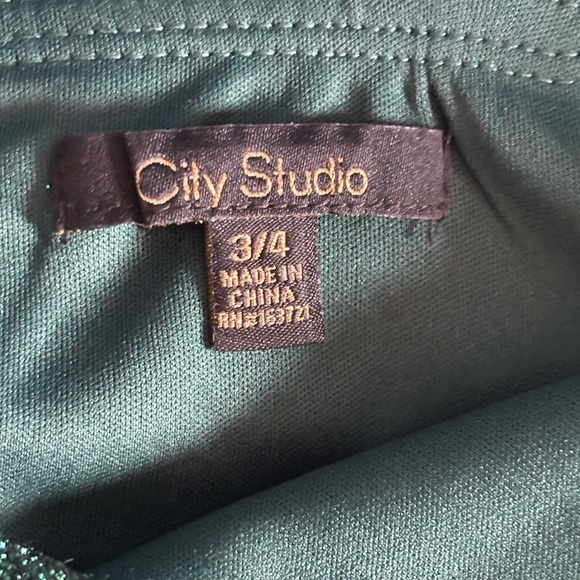 City Studio
3/4
MADE IN
CHINA
RN#163721